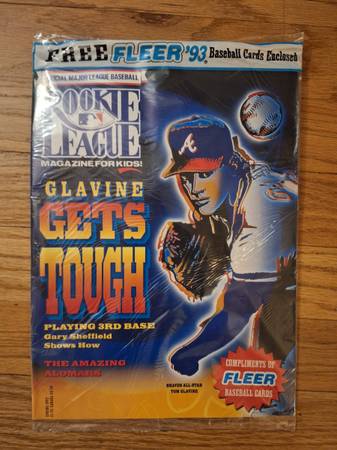 FREE FLEER '93 Baseball Cards Enclosed
OFFICIAL MAJOR LEAGUE BASEBALL
ROOKIE
LEAGUE
MAGAZINE FOR KIDS!
GLAVINE
GETS
TOUGH
PLAYING 3RD BASE
Gary Sheffield
Shows How
THE AMAZING
ALOMARS
A
BRAVES ALL-STAR
TOM GLAVINE
COMPLIMENTS OF
FLEER
BASEBALL
CARDS